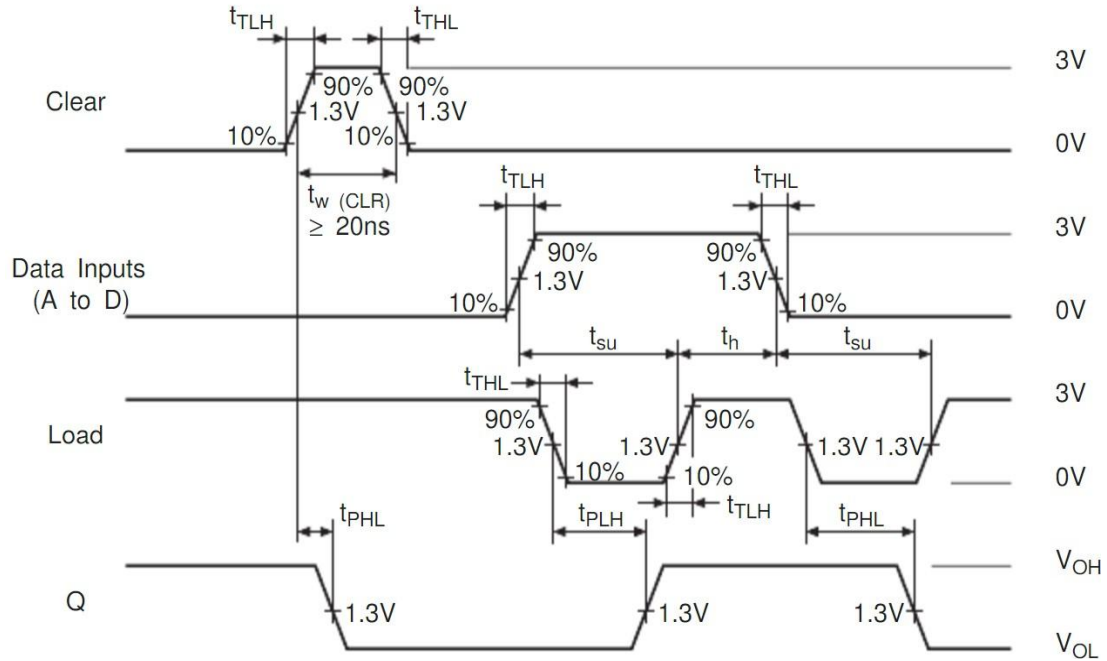 tTLH tTHL
3V
90% 90%
Clear 1.3V 1.3V
10% 10% 0V
tw (CLR)
≥ 20ns
tTLH tTHL
3V
90% 90%
Data Inputs
(A to D)
1.3V 1.3V
10% 10% 0V
tsu th tsu
tTHL 3V
90% 90%
Load 1.3V 1.3V 1.3V 1.3V
10% 10% 0V
tPHL tPLH tTLH tPHL
VOH
Q 1.3V 1.3V 1.3V
VOL